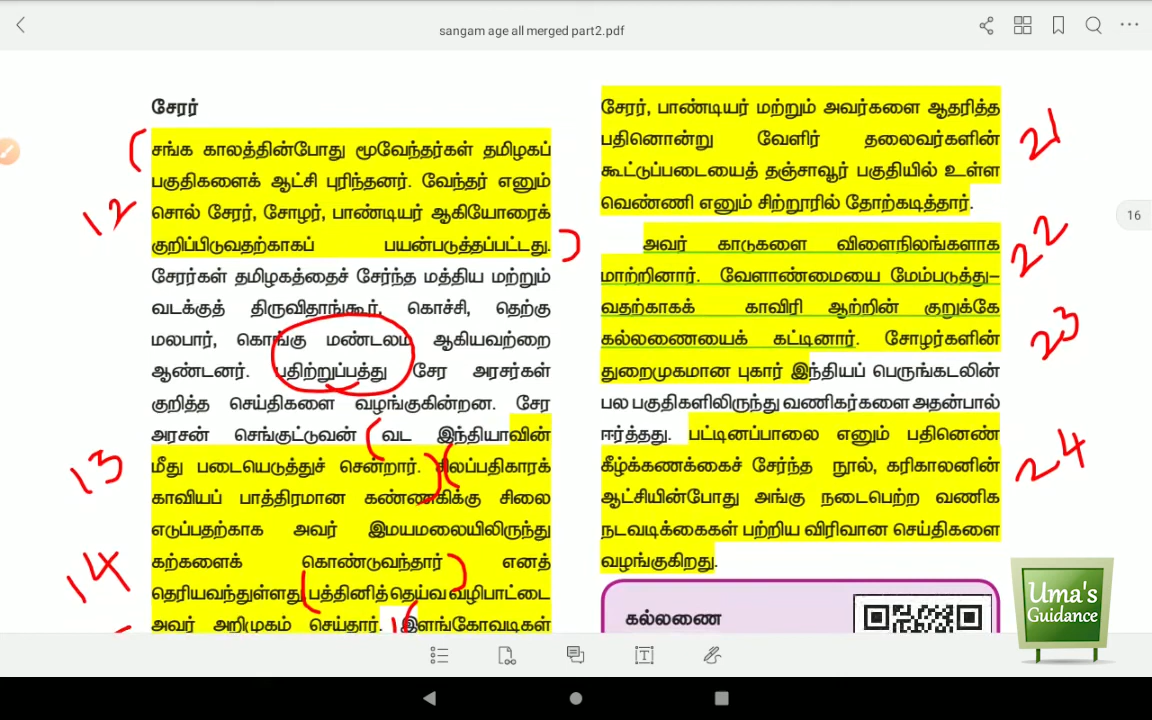 sangam age all merged part2.pdf
சேரர்
சங்க காலத்தின்போது மூவேந்தர்கள் தமிழகப்
பகுதிகளைக் ஆட்சி புரிந்தனர். வேந்தர் எனும்
சொல் சேரர், சோழர், பாண்டியர் ஆகியோரைக்
குறிப்பிடுவதற்காகப் பயன்படுத்தப்பட்டது.
சேரர்கள் தமிழகத்தைச் சேர்ந்த மத்திய மற்றும்
வடக்குத் திருவிதாங்கூர், கொச்சி, தெற்கு
மலபார், கொங்கு மண்டலம் ஆகியவற்றை
ஆண்டனர். பதிற்றுப்பத்து சேர அரசர்கள்
குறித்த செய்திகளை வழங்குகின்றன. சேர
அரசன் செங்குட்டுவன் வட இந்தியாவின்
மீது படையெடுத்துச் சென்றார். சிலப்பதிகாரக்
காவியப் பாத்திரமான கண்ணகிக்கு சிலை
எடுப்பதற்காக அவர் இமயமலையிலிருந்து
கற்களைக் கொண்டுவந்தார் எனத்
தெரியவந்துள்ளது பத்தினித் தெய்வ வழிபாட்டை
அவர் அறிமுகம் செய்தார். இளங்கோவடிகள்
12
13
14
16
சேரர், பாண்டியர் மற்றும் அவர்களை ஆதரித்த
பதினொன்று வேளிர் தலைவர்களின்
கூட்டுப்படையைத் தஞ்சாவூர் பகுதியில் உள்ள
வெண்ணி எனும் சிற்றூரில் தோற்கடித்தார்.
அவர் காடுகளை விளைநிலங்களாக
மாற்றினார். வேளாண்மையை மேம்படுத்து–
வதற்காகக் காவிரி ஆற்றின் குறுக்கே
கல்லணையைக் கட்டினார். சோழர்களின்
துறைமுகமான புகார் இந்தியப் பெருங்கடலின்
பல பகுதிகளிலிருந்து வணிகர்களை அதன்பால்
ஈர்த்தது. பட்டினப்பாலை எனும் பதினெண்
கீழ்க்கணக்கைச் சேர்ந்த நூல், கரிகாலனின்
ஆட்சியின்போது அங்கு நடைபெற்ற வணிக
நடவடிக்கைகள் பற்றிய விரிவான செய்திகளை
வழங்குகிறது.
கல்லணை
21
22
23
24
16
Uma's
Guidance